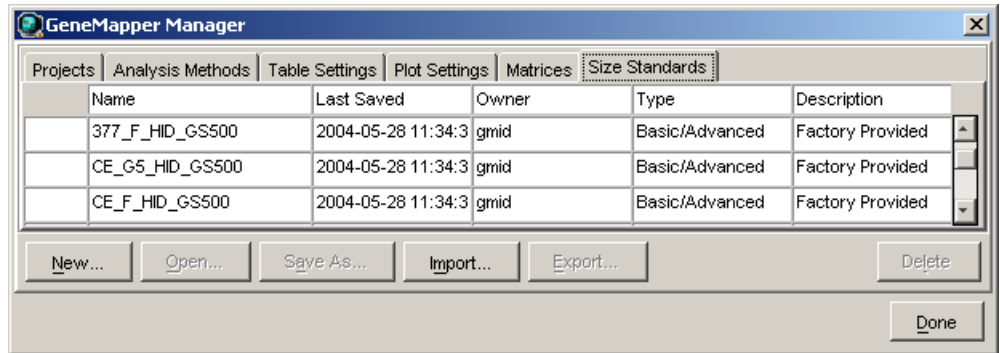 GeneMapper Manager
Projects Analysis Methods Table Settings Plot Settings Matrices Size Standards
Name Last Saved Owner Type Description
377_F_HID_GS500 2004-05-28 11:34:3 gmid Basic/Advanced Factory Provided
CE_G5_HID_GS500 2004-05-28 11:34:3 gmid Basic/Advanced Factory Provided
CE_F_HID_GS500 2004-05-28 11:34:3 gmid Basic/Advanced Factory Provided
New... Open... Save As... Import... Export... Delete
Done